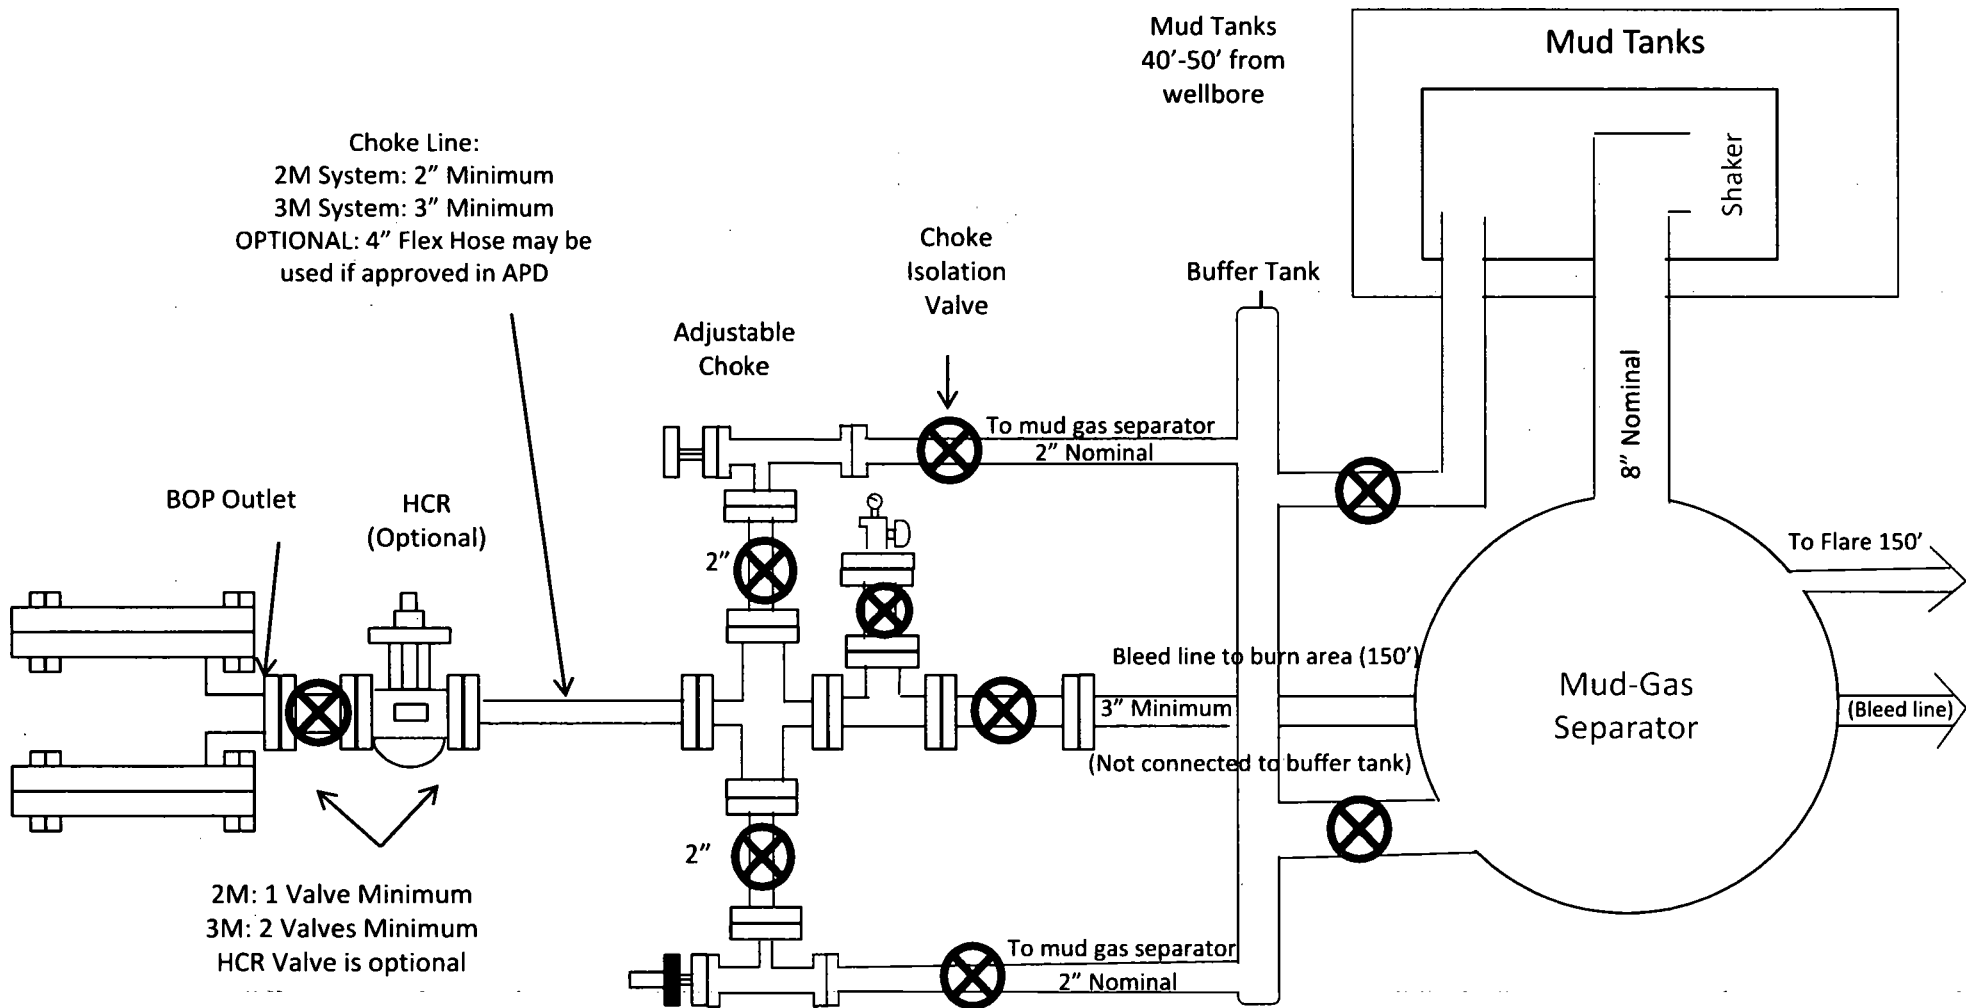 Mud Tanks
40’-50’ from
wellbore
Mud Tanks
Shaker
Choke Line:
2M System: 2” Minimum
3M System: 3” Minimum
OPTIONAL: 4” Flex Hose may be
used if approved in APD
Choke
Isolation
Valve
Buffer Tank
Adjustable
Choke
8” Nominal
To mud gas separator
2” Nominal
BOP Outlet
HCR
(Optional)
2”
To Flare 150’
Bleed line to burn area (150’)
3” Minimum
(Not connected to buffer tank)
Mud-Gas
Separator
(Bleed line)
2”
2M: 1 Valve Minimum
3M: 2 Valves Minimum
HCR Valve is optional
To mud gas separator
2” Nominal